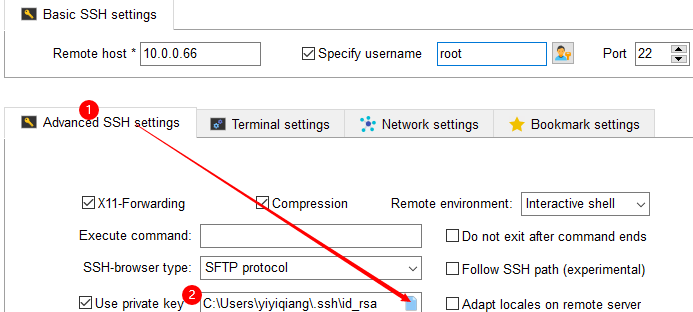 Basic SSH settings
Remote host * 10.0.0.66 Specify username root Port 22
1
Advanced SSH settings Terminal settings Network settings Bookmark settings
X11-Forwarding Compression Remote environment: Interactive shell
Execute command: Do not exit after command ends
SSH-browser type: SFTP protocol Follow SSH path (experimental)
Use private key 2 C:\Users\yiyiqiang\.ssh\id_rsa Adapt locales on remote server